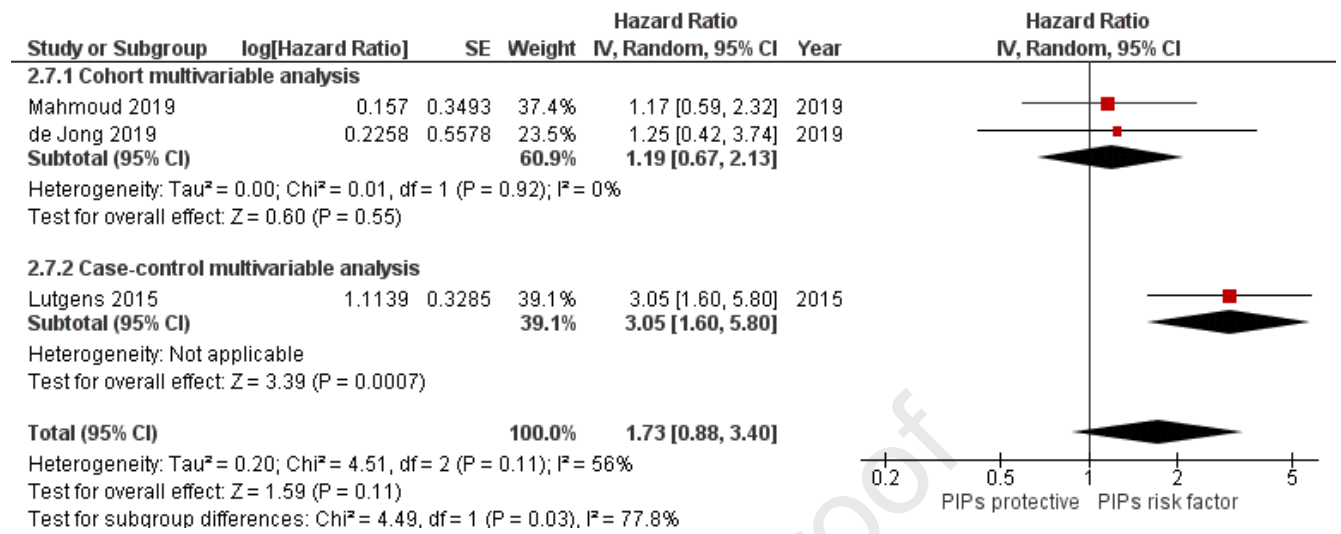 Hazard Ratio Hazard Ratio
Study or Subgroup log[Hazard Ratio] SE Weight IV, Random, 95% CI Year IV, Random, 95% CI
2.7.1 Cohort multivariable analysis
Mahmoud 2019 0.157 0.3493 37.4% 1.17 [0.59, 2.32] 2019
de Jong 2019 0.2258 0.5578 23.5% 1.25 [0.42, 3.74] 2019
Subtotal (95% CI) 60.9% 1.19 [0.67, 2.13]
Heterogeneity: Tau² = 0.00; Chi² = 0.01, df = 1 (P = 0.92); I² = 0%
Test for overall effect: Z = 0.60 (P = 0.55)
2.7.2 Case-control multivariable analysis
Lutgens 2015 1.1139 0.3285 39.1% 3.05 [1.60, 5.80] 2015
Subtotal (95% CI) 39.1% 3.05 [1.60, 5.80]
Heterogeneity: Not applicable
Test for overall effect: Z = 3.39 (P = 0.0007)
Total (95% CI) 100.0% 1.73 [0.88, 3.40]
Heterogeneity: Tau² = 0.20; Chi² = 4.51, df = 2 (P = 0.11); I² = 56%
Test for overall effect: Z = 1.59 (P = 0.11)
Test for subgroup differences: Chi² = 4.49, df = 1 (P = 0.03), I² = 77.8%
0.2 0.5 1 2 5
PIPs protective PIPs risk factor
roof